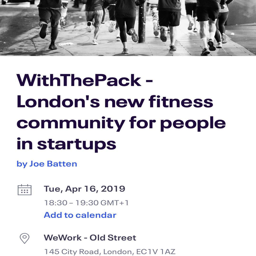 WithThePack -
London's new fitness
community for people
in startups
by Joe Batten
Tue, Apr 16, 2019
18:30 – 19:30 GMT+1
Add to calendar
WeWork - Old Street
145 City Road, London, EC1V 1AZ